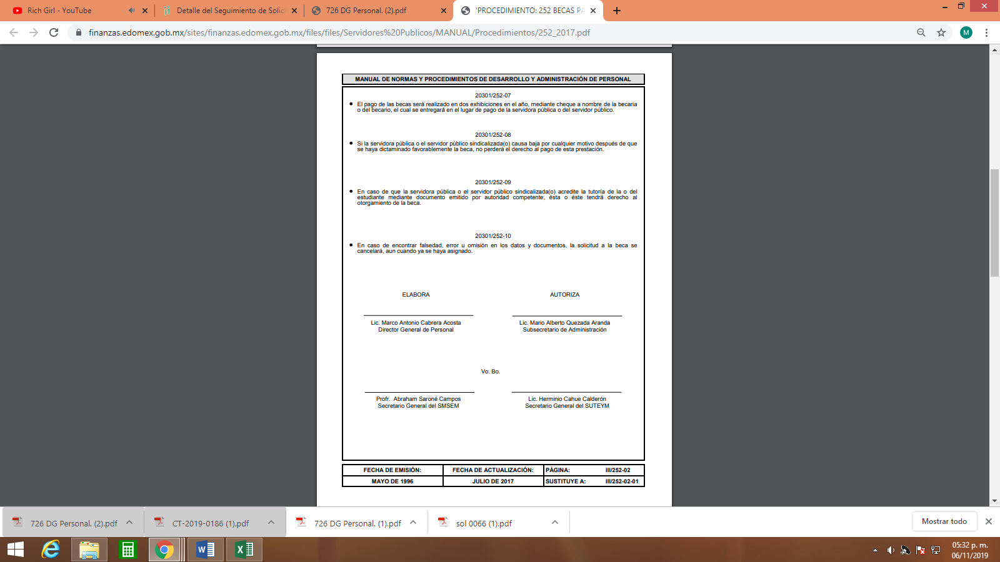 Rich Girl - YouTube
Detalle del Seguimiento de Solici
726 DG Personal. (2).pdf
'PROCEDIMIENTO: 252 BECAS PA
finanzas.edomex.gob.mx/sites/finanzas.edomex.gob.mx/files/files/Servidores%20Publicos/MANUAL/Procedimientos/252_2017.pdf
M
MANUAL DE NORMAS Y PROCEDIMIENTOS DE DESARROLLO Y ADMINISTRACIÓN DE PERSONAL
20301/252-07
• El pago de las becas será realizado en dos exhibiciones en el año, mediante cheque a nombre de la becaria
o del becario, el cual se entregará en el lugar de pago de la servidora pública o del servidor público.
20301/252-08
• Si la servidora pública o el servidor público sindicalizada(o) causa baja por cualquier motivo después de que
se haya dictaminado favorablemente la beca, no perderá el derecho al pago de esta prestación.
20301/252-09
• En caso de que la servidora pública o el servidor público sindicalizada(o) acredite la tutoría de la o del
estudiante mediante documento emitido por autoridad competente, ésta o éste tendrá derecho al
otorgamiento de la beca.
20301/252-10
• En caso de encontrar falsedad, error u omisión en los datos y documentos, la solicitud a la beca se
cancelará, aun cuando ya se haya asignado.
ELABORA AUTORIZA
Lic. Marco Antonio Cabrera Acosta Lic. Mario Alberto Quezada Aranda
Director General de Personal Subsecretario de Administración
Vo. Bo.
Profr. Abraham Saroné Campos Lic. Herminio Cahue Calderón
Secretario General del SMSEM Secretario General del SUTEYM
FECHA DE EMISIÓN: FECHA DE ACTUALIZACIÓN: PÁGINA: III/252-02
MAYO DE 1996 JULIO DE 2017 SUSTITUYE A: III/252-02-01
726 DG Personal. (2).pdf CT-2019-0186 (1).pdf 726 DG Personal. (1).pdf sol 0066 (1).pdf Mostrar todo
05:32 p. m.
06/11/2019